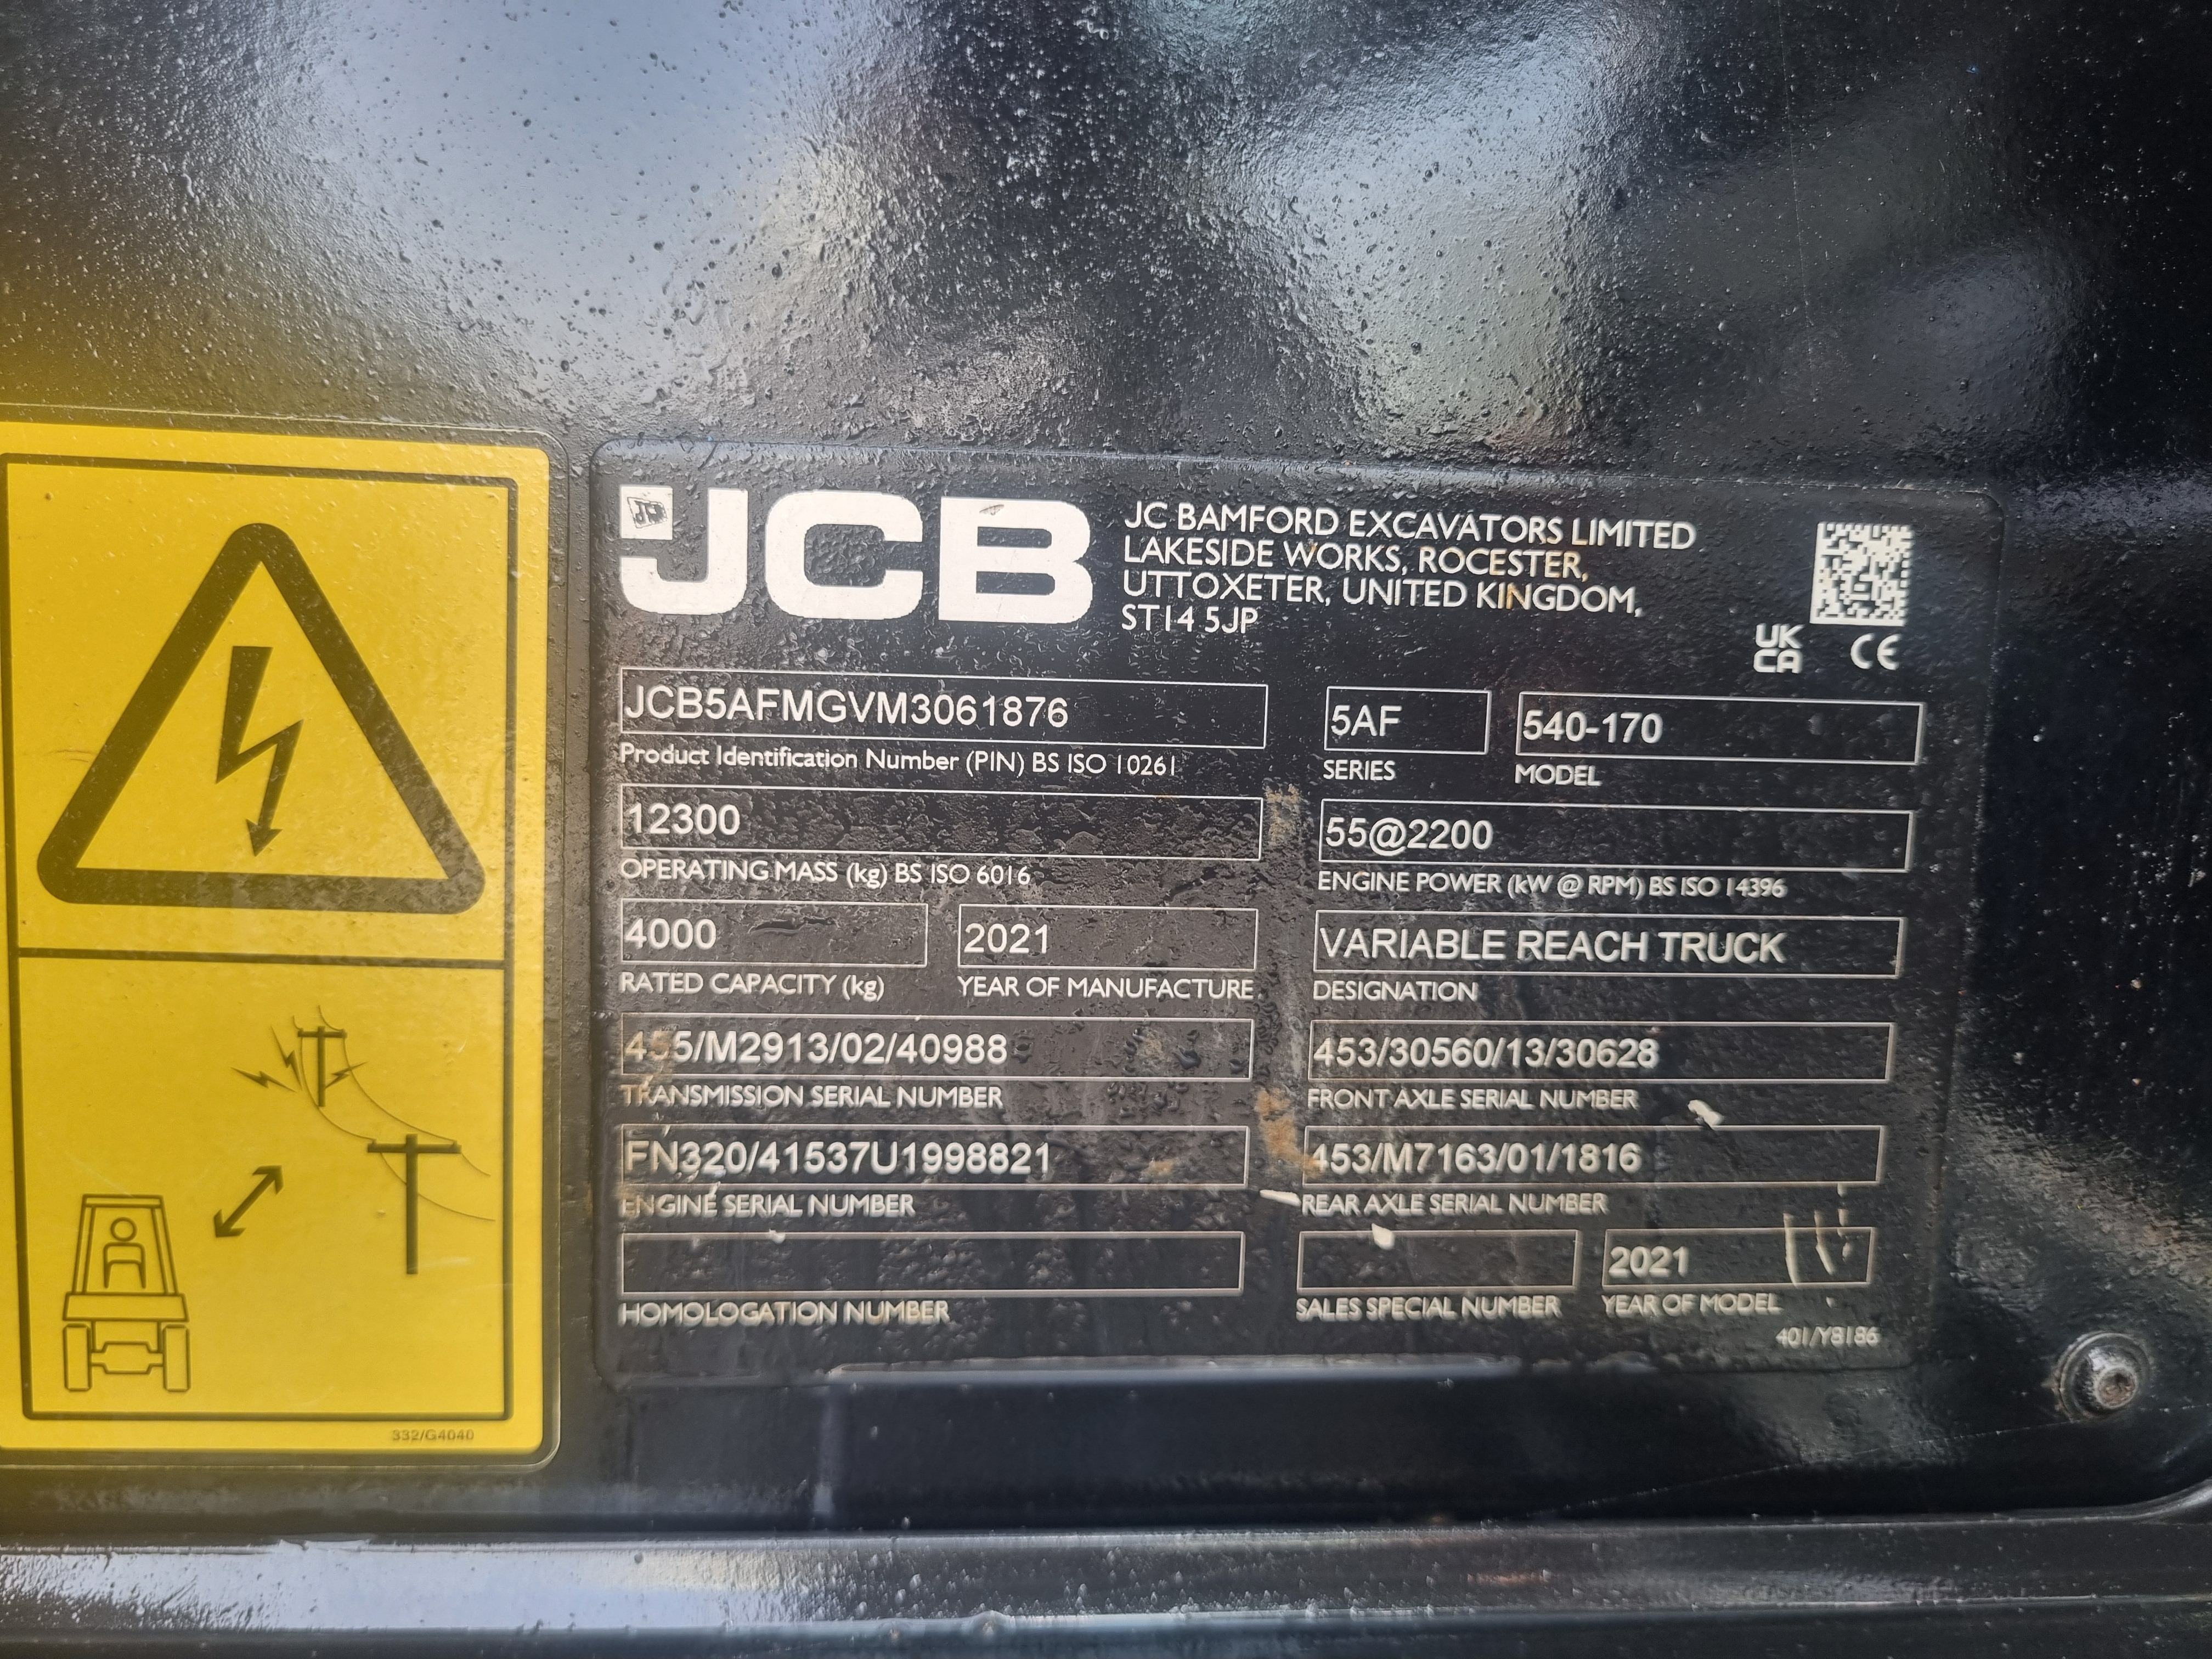 JCB
JC BAMFORD EXCAVATORS LIMITED
LAKESIDE WORKS, ROCESTER,
UTTOXETER, UNITED KINGDOM,
ST14 5JP
UK
CA CE
JCB5AFMGVM3061876
Product Identification Number (PIN) BS ISO 10261
5AF
SERIES
540-170
MODEL
12300
OPERATING MASS (kg) BS ISO 6016
55@2200
ENGINE POWER (kW @ RPM) BS ISO 14396
4000
RATED CAPACITY (kg)
2021
YEAR OF MANUFACTURE
VARIABLE REACH TRUCK
DESIGNATION
455/M2913/02/40988
TRANSMISSION SERIAL NUMBER
453/30560/13/30628
FRONT AXLE SERIAL NUMBER
FN320/41537U1998821
ENGINE SERIAL NUMBER
453/M7163/01/1816
REAR AXLE SERIAL NUMBER
HOMOLOGATION NUMBER
SALES SPECIAL NUMBER
2021
YEAR OF MODEL
401/Y8186
332/G4040